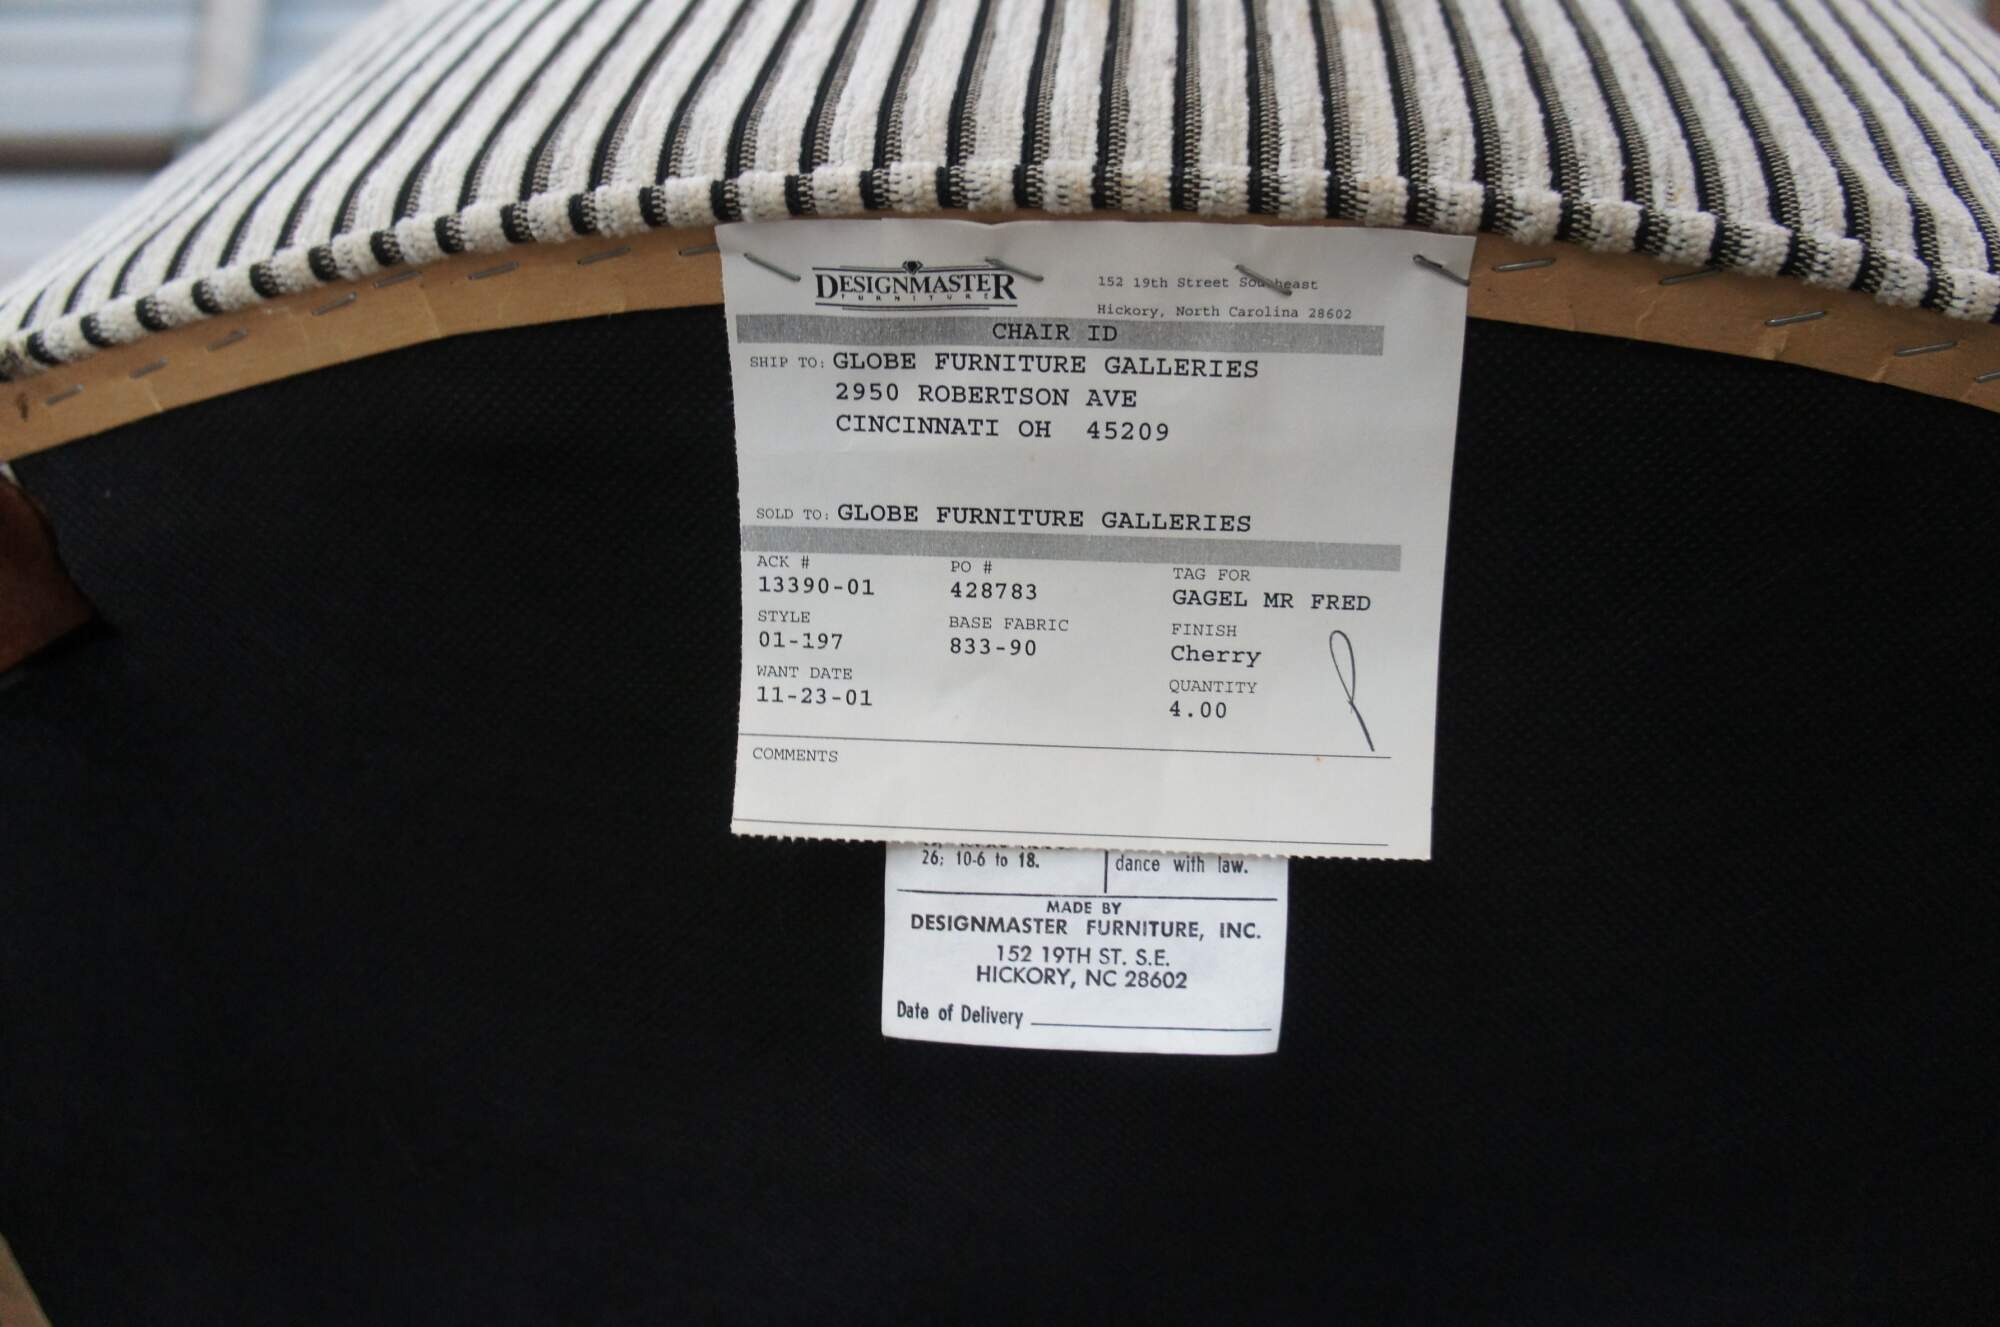 DESIGNMASTER
FURNITURE
152 19th Street Southeast
Hickory, North Carolina 28602
CHAIR ID
SHIP TO: GLOBE FURNITURE GALLERIES
2950 ROBERTSON AVE
CINCINNATI OH 45209
SOLD TO: GLOBE FURNITURE GALLERIES
ACK # PO # TAG FOR
13390-01 428783 GAGEL MR FRED
STYLE BASE FABRIC FINISH
01-197 833-90 Cherry
WANT DATE QUANTITY
11-23-01 4.00
COMMENTS
26; 10-6 to 18. dance with law.
MADE BY
DESIGNMASTER FURNITURE, INC.
152 19TH ST. S.E.
HICKORY, NC 28602
Date of Delivery